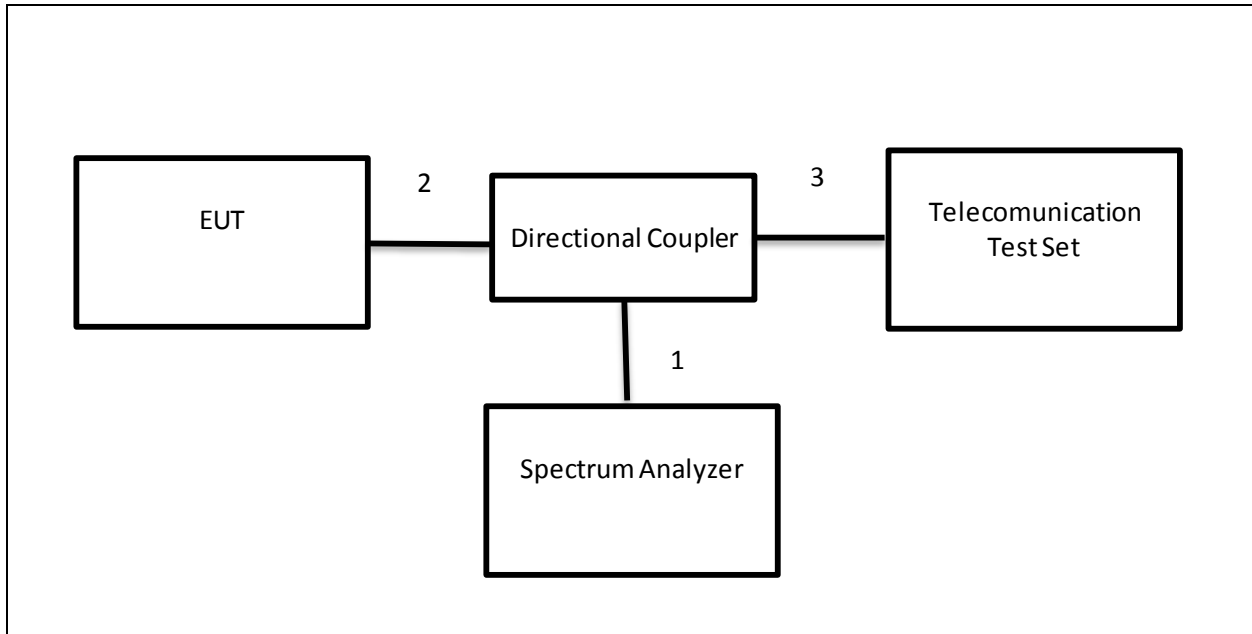 2
3
EUT
Directional Coupler
Telecomunication
Test Set
1
Spectrum Analyzer